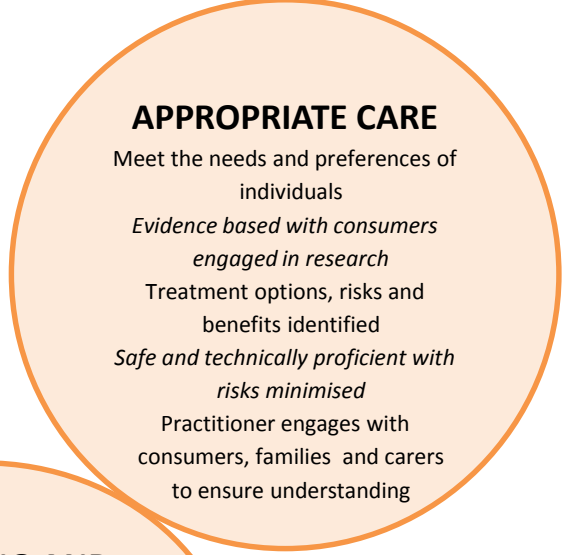 APPROPRIATE CARE
Meet the needs and preferences of
individuals
Evidence based with consumers
engaged in research
Treatment options, risks and
benefits identified
Safe and technically proficient with
risks minimised
Practitioner engages with
consumers, families and carers
to ensure understanding